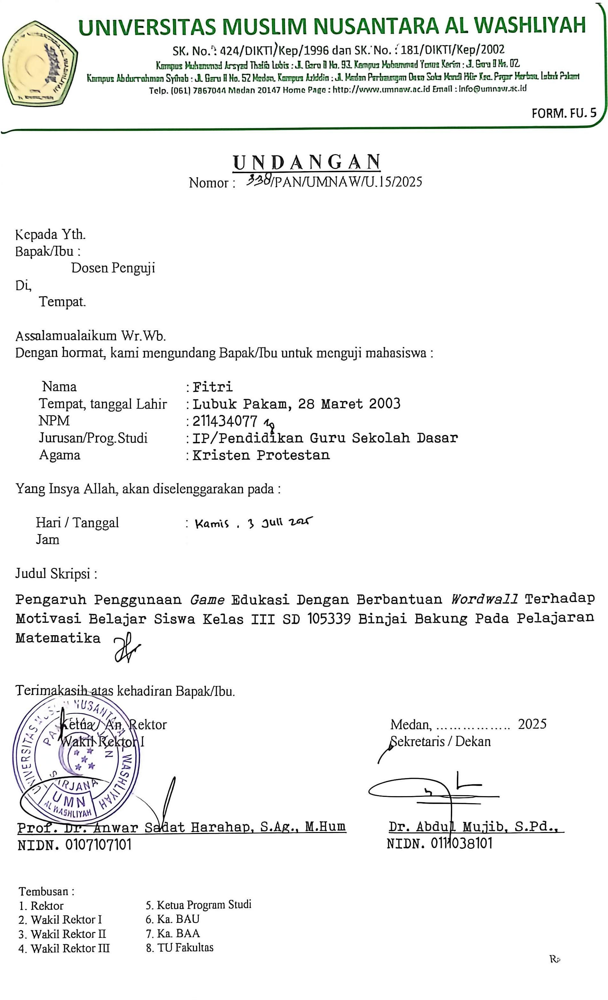 UNIVERSITAS MUSLIM NUSANTARA AL WASHLIYAH
SK. No. : 424/DIKTI/Kep/1996 dan SK. No. : 181/DIKTI/Kep/2002
Kampus Muhammad Arsyad Thalib Lubis : Jl. Garu II No. 93. Kampus Mohammad Yunus Karim : Jl. Garu II No. 02.
Kampus Abdurrahman Syihab : Jl. Garu II No. 52 Medan. Kampus Aziddin : Jl. Medan Perbaungan Desa Suka Mandi Hilir Kec. Pagar Merbau. Lubuk Pakam
Telp. (061) 7867044 Medan 20147 Home Page : http://www.umnaw.ac.id Email : info@umnaw.ac.id
FORM. FU. 5
UNDANGAN
Nomor : 338/PAN/UMNAW/U.15/2025
Kepada Yth.
Bapak/Ibu :
Dosen Penguji
Di,
Tempat.
Assalamualaikum Wr.Wb.
Dengan hormat, kami mengundang Bapak/Ibu untuk menguji mahasiswa :
Nama : Fitri
Tempat, tanggal Lahir : Lubuk Pakam, 28 Maret 2003
NPM : 211434077
Jurusan/Prog.Studi : IP/Pendidikan Guru Sekolah Dasar
Agama : Kristen Protestan
Yang Insya Allah, akan diselenggarakan pada :
Hari / Tanggal : Kamis, 3 Juli 2025
Jam
Judul Skripsi :
Pengaruh Penggunaan Game Edukasi Dengan Berbantuan Wordwall Terhadap
Motivasi Belajar Siswa Kelas III SD 105339 Binjai Bakung Pada Pelajaran
Matematika
Terimakasih atas kehadiran Bapak/Ibu.
Ketua / An. Rektor
Wakil Rektor I
UNIVERSITAS MUSLIM NUSANTARA AL WASHLIYAH
PANITIA UJIAN
SARJANA
UMN
AL WASHLIYAH
Prof. Dr. Anwar Sadat Harahap, S.Ag., M.Hum
NIDN. 0107107101
Medan, .................. 2025
Sekretaris / Dekan
Dr. Abdul Mujib, S.Pd.,
NIDN. 0111038101
Tembusan :
1. Rektor
2. Wakil Rektor I
3. Wakil Rektor II
4. Wakil Rektor III
5. Ketua Program Studi
6. Ka. BAU
7. Ka. BAA
8. TU Fakultas